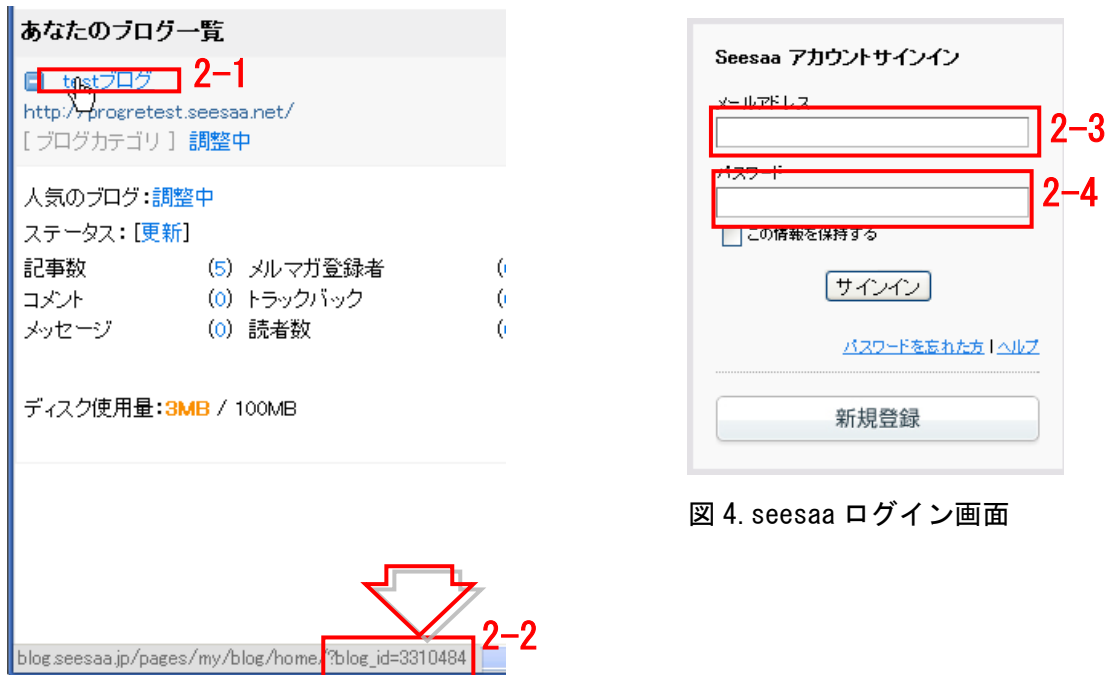 あなたのブログ一覧
testブログ
2-1
http://progretest.seesaa.net/
[ブログカテゴリ] 調整中
人気のブログ：調整中
ステータス：[更新]
記事数 (5) メルマガ登録者 (
コメント (0) トラックバック (
メッセージ (0) 読者数 (
ディスク使用量：3MB / 100MB
2-2
blog.seesaa.jp/pages/my/blog/home/?blog_id=3310484
Seesaa アカウントサインイン
メールアドレス
2-3
パスワード
2-4
この情報を保持する
サインイン
パスワードを忘れた方 | ヘルプ
新規登録
図 4. seesaa ログイン画面